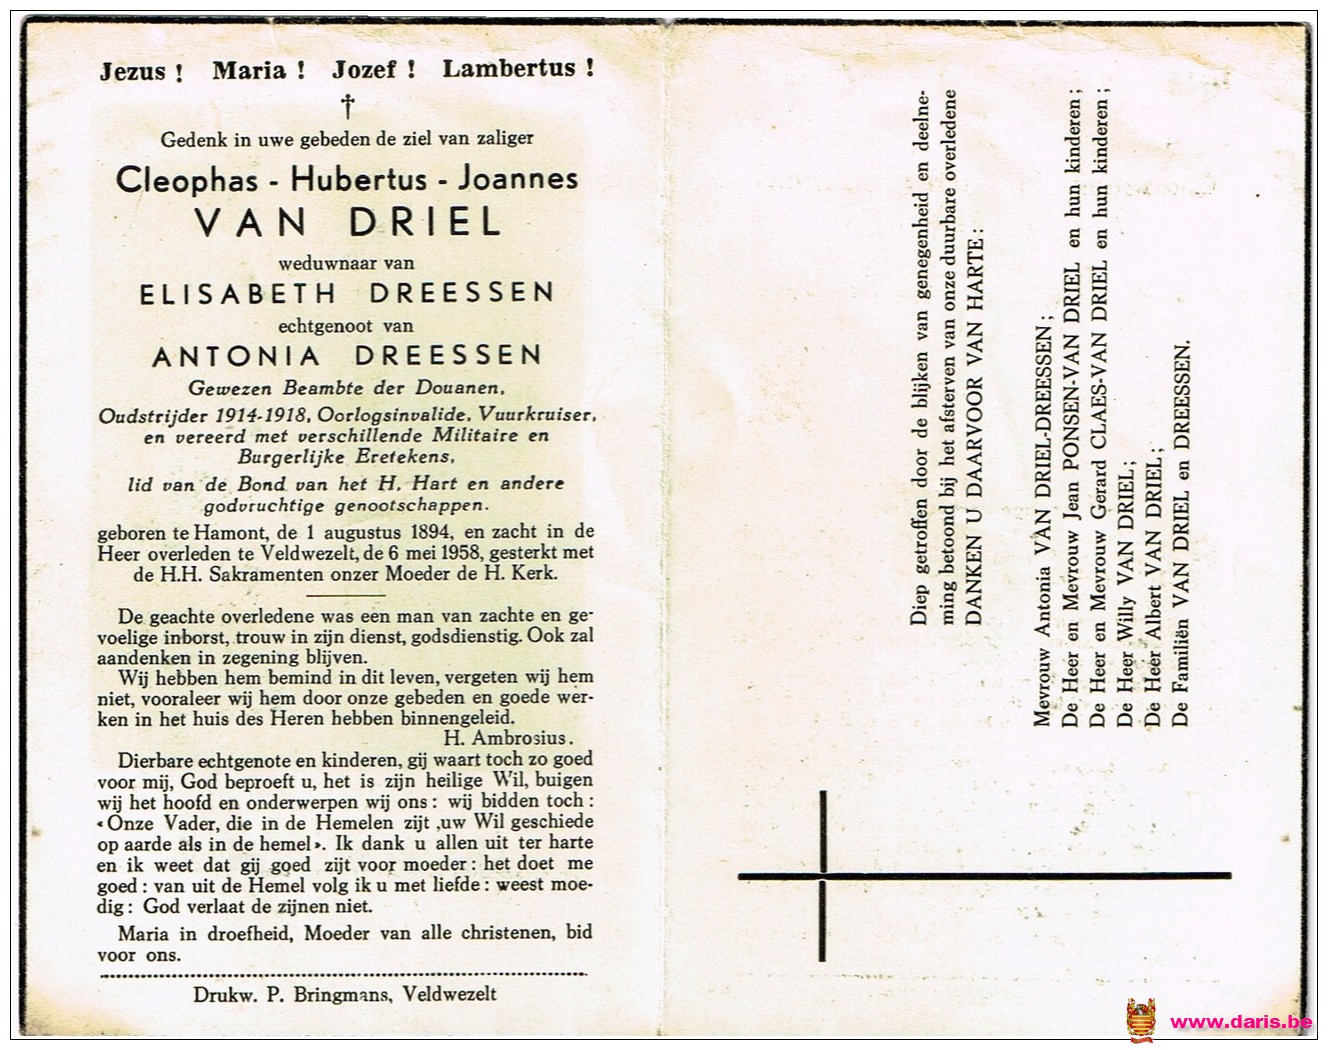 Jezus ! Maria ! Jozef ! Lambertus !
†
Gedenk in uwe gebeden de ziel van zaliger
Cleophas - Hubertus - Joannes
VAN DRIEL
weduwnaar van
ELISABETH DREESSEN
echtgenoot van
ANTONIA DREESSEN
Gewezen Beambte der Douanen,
Oudstrijder 1914-1918, Oorlogsinvalide, Vuurkruiser,
en vereerd met verschillende Militaire en
Burgerlijke Eretekens,
lid van de Bond van het H. Hart en andere
godvruchtige genootschappen.
geboren te Hamont, de 1 augustus 1894, en zacht in de
Heer overleden te Veldwezelt, de 6 mei 1958, gesterkt met
de H.H. Sakramenten onzer Moeder de H. Kerk.
De geachte overledene was een man van zachte en ge-
voelige inborst, trouw in zijn dienst, godsdienstig. Ook zal
aandenken in zegening blijven.
Wij hebben hem bemind in dit leven, vergeten wij hem
niet, vooraleer wij hem door onze gebeden en goede wer-
ken in het huis des Heren hebben binnengeleid.
H. Ambrosius.
Dierbare echtgenote en kinderen, gij waart toch zo goed
voor mij, God beproeft u, het is zijn heilige Wil, buigen
wij het hoofd en onderwerpen wij ons : wij bidden toch :
«Onze Vader, die in de Hemelen zijt ,uw Wil geschiede
op aarde als in de hemel». Ik dank u allen uit ter harte
en ik weet dat gij goed zijt voor moeder : het doet me
goed : van uit de Hemel volg ik u met liefde : weest moe-
dig : God verlaat de zijnen niet.
Maria in droefheid, Moeder van alle christenen, bid
voor ons.
Drukw. P. Bringmans, Veldwezelt
Diep getroffen door de blijken van genegenheid en deelne-
ming betoond bij het afsterven van onze duurbare overledene
DANKEN U DAARVOOR VAN HARTE :
Mevrouw Antonia VAN DRIEL-DREESSEN ;
De Heer en Mevrouw Jean PONSEN-VAN DRIEL en hun kinderen ;
De Heer en Mevrouw Gerard CLAES-VAN DRIEL en hun kinderen ;
De Heer Willy VAN DRIEL ;
De Heer Albert VAN DRIEL ;
De Familiën VAN DRIEL en DREESSEN.
www.daris.be